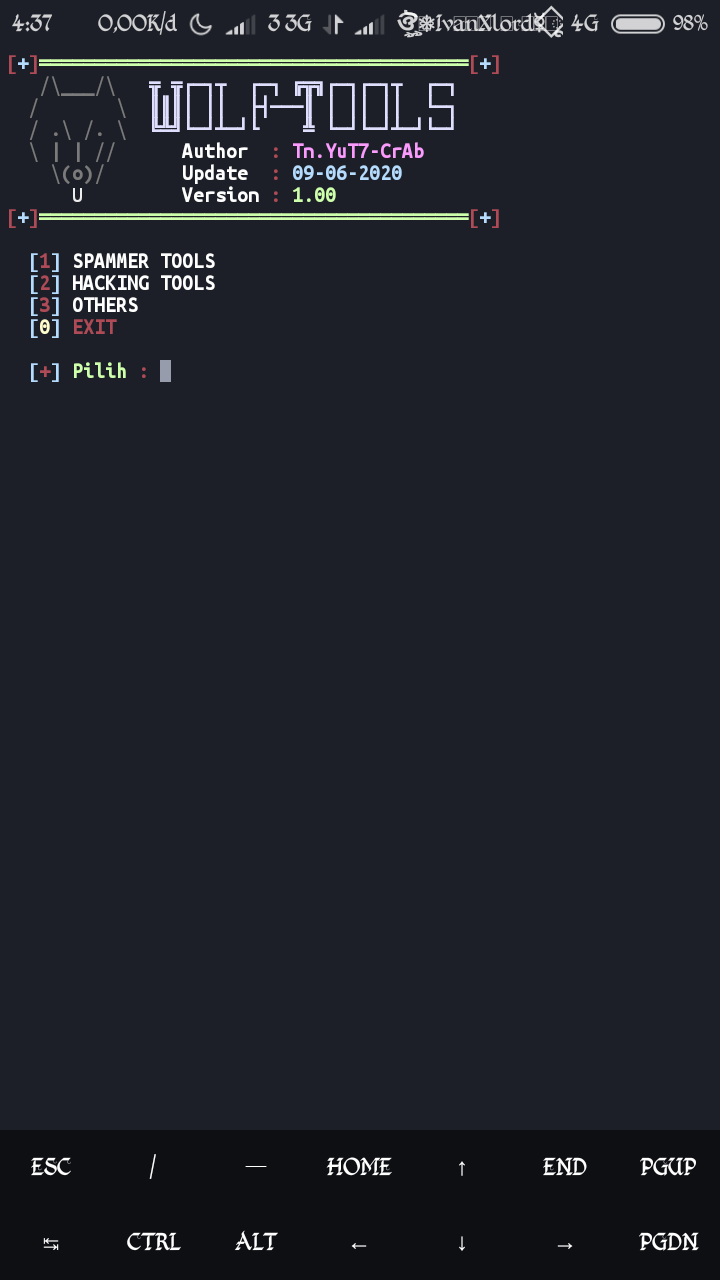 4:37 0,00K/d 3 3G IvanXlord 4G 98%
[+]═══════════════════════════════════════[+]
WOLF-TOOLS
Author : Tn.YuT7-CrAb
Update : 09-06-2020
Version : 1.00
[+]═══════════════════════════════════════[+]
[1] SPAMMER TOOLS
[2] HACKING TOOLS
[3] OTHERS
[0] EXIT
[+] Pilih :
ESC / — HOME ↑ END PGUP
↹ CTRL ALT ← ↓ → PGDN